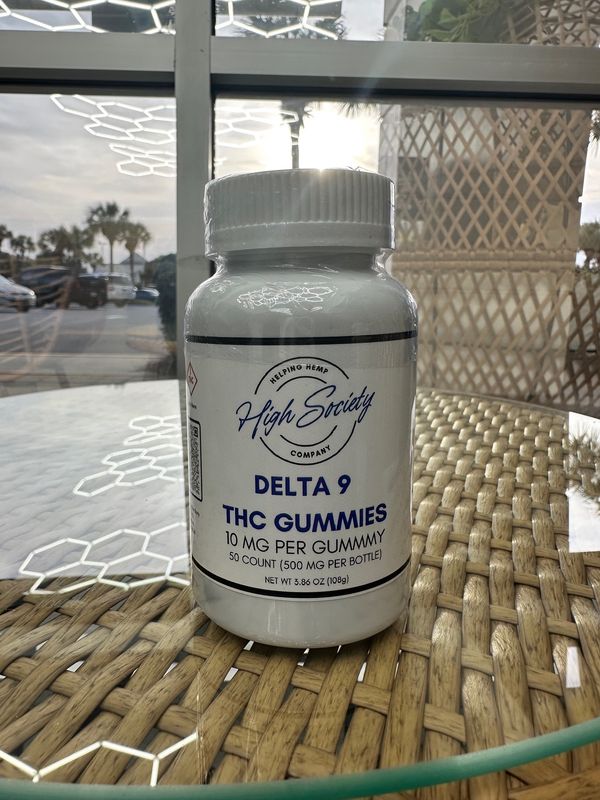 HELPING HEMP
High Society
COMPANY
DELTA 9
THC GUMMIES
10 MG PER GUMMMY
50 COUNT (500 MG PER BOTTLE)
NET WT 3.86 OZ (108g)